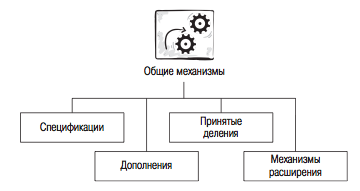 Общие механизмы
Спецификации
Принятые
деления
Дополнения
Механизмы
расширения